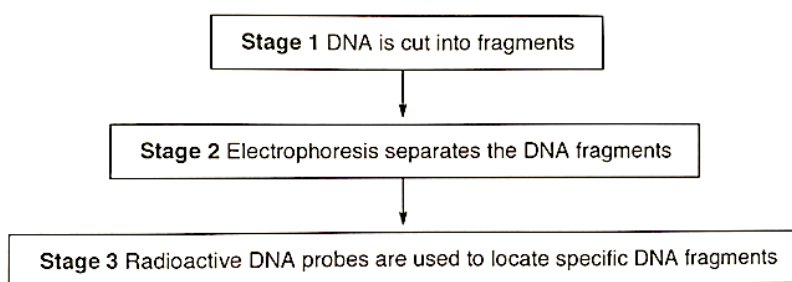 Stage 1 DNA is cut into fragments
Stage 2 Electrophoresis separates the DNA fragments
Stage 3 Radioactive DNA probes are used to locate specific DNA fragments